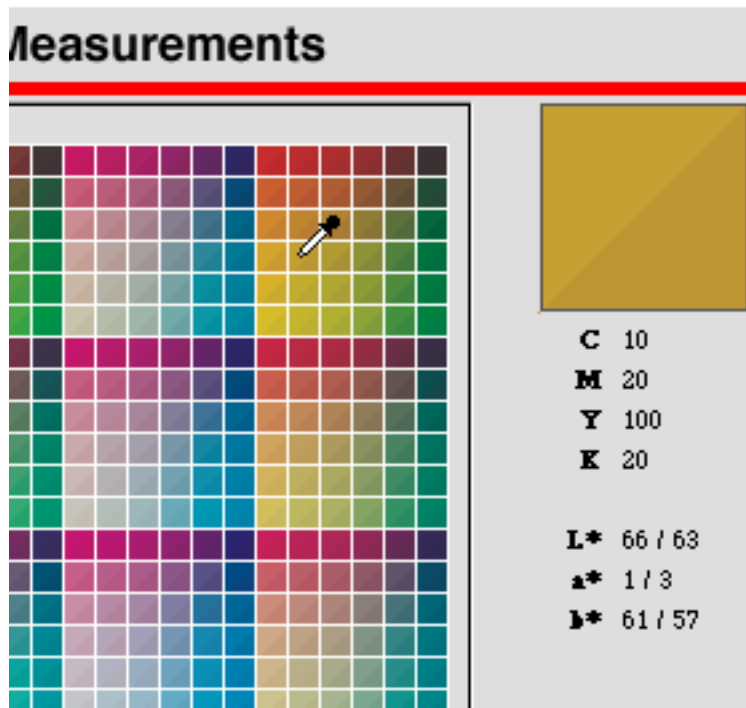 Measurements
C 10
M 20
Y 100
K 20
L* 66 / 63
a* 1 / 3
b* 61 / 57